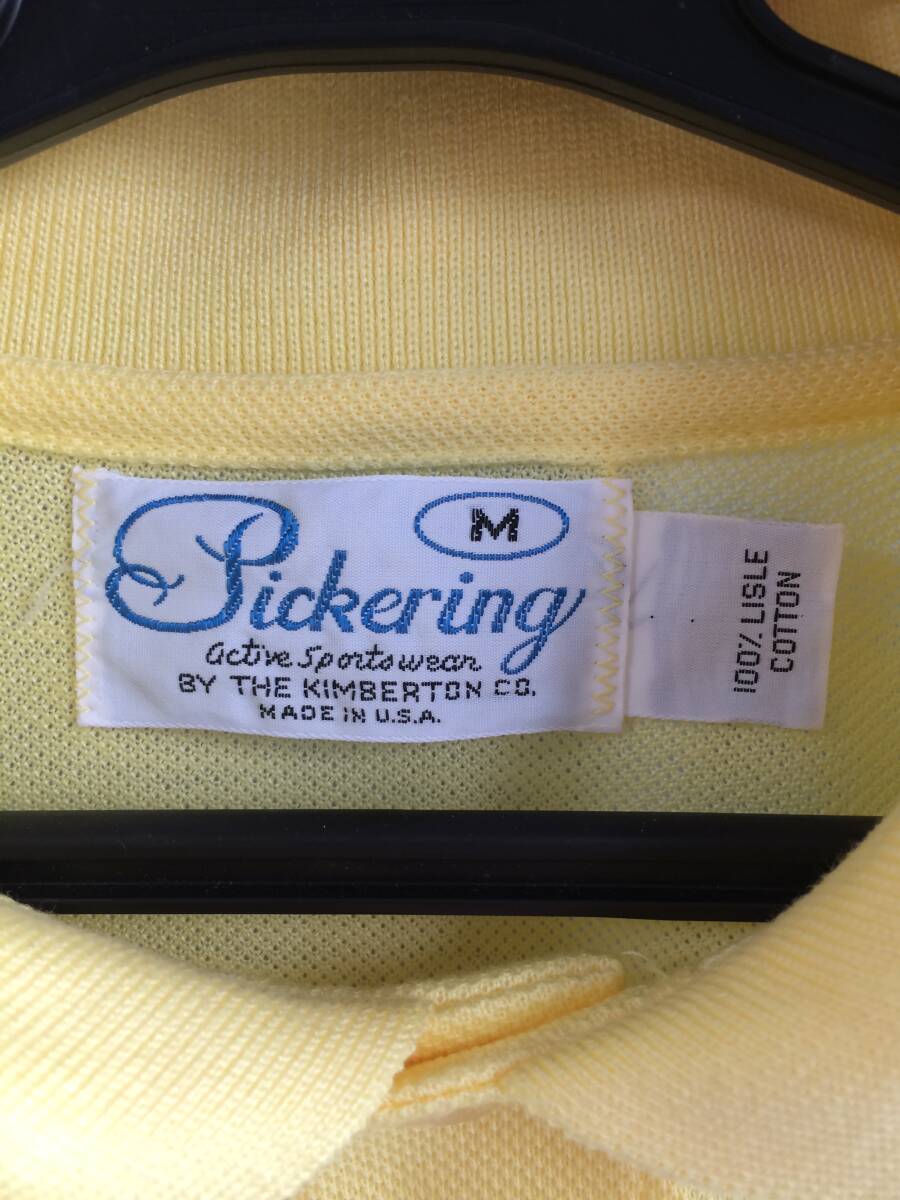 M
Pickering
active Sportswear
BY THE KIMBERTON CO.
MADE IN U.S.A.
100% LISLE
COTTON